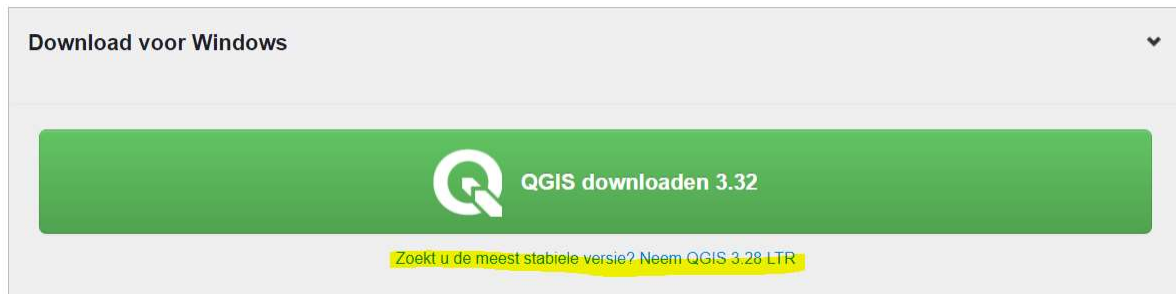 Download voor Windows
QGIS downloaden 3.32
Zoekt u de meest stabiele versie? Neem QGIS 3.28 LTR